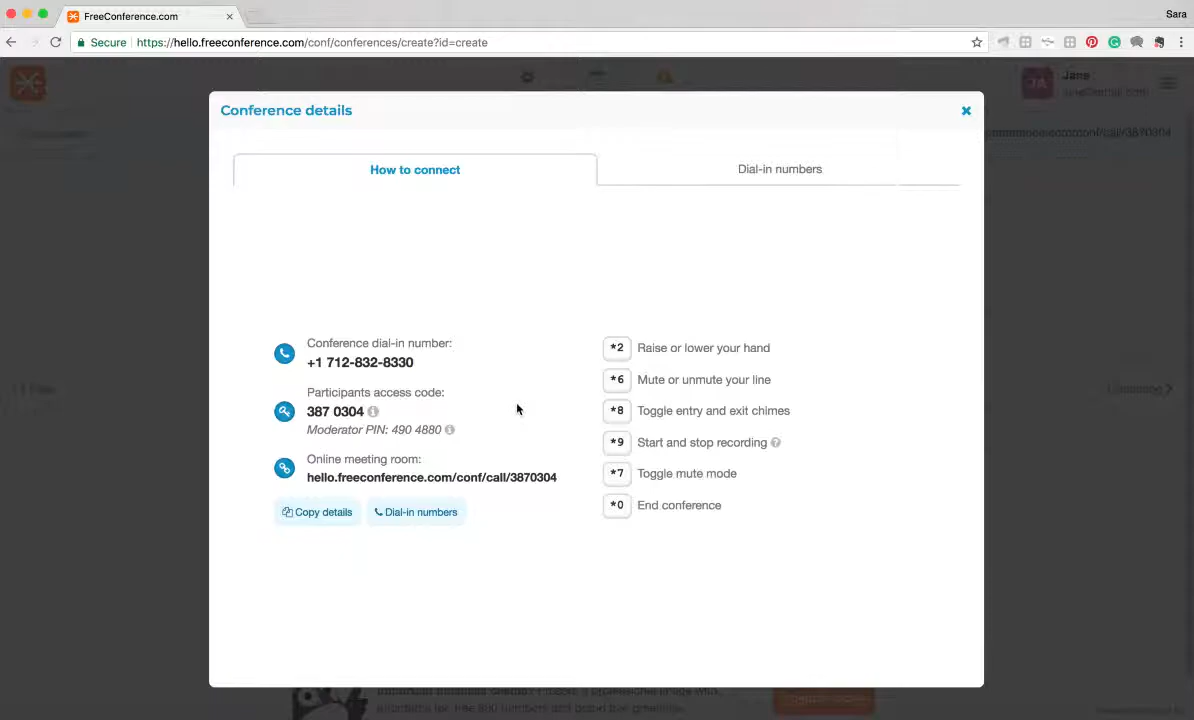 FreeConference.com
Sara
Secure
https://hello.freeconference.com/conf/conferences/create?id=create
JA
Jane
Conference details
How to connect
Dial-in numbers
Conference dial-in number:
+1 712-832-8330
Participants access code:
387 0304
Moderator PIN: 490 4880
Online meeting room:
hello.freeconference.com/conf/call/3870304
Copy details
Dial-in numbers
*2 Raise or lower your hand
*6 Mute or unmute your line
*8 Toggle entry and exit chimes
*9 Start and stop recording
*7 Toggle mute mode
*0 End conference